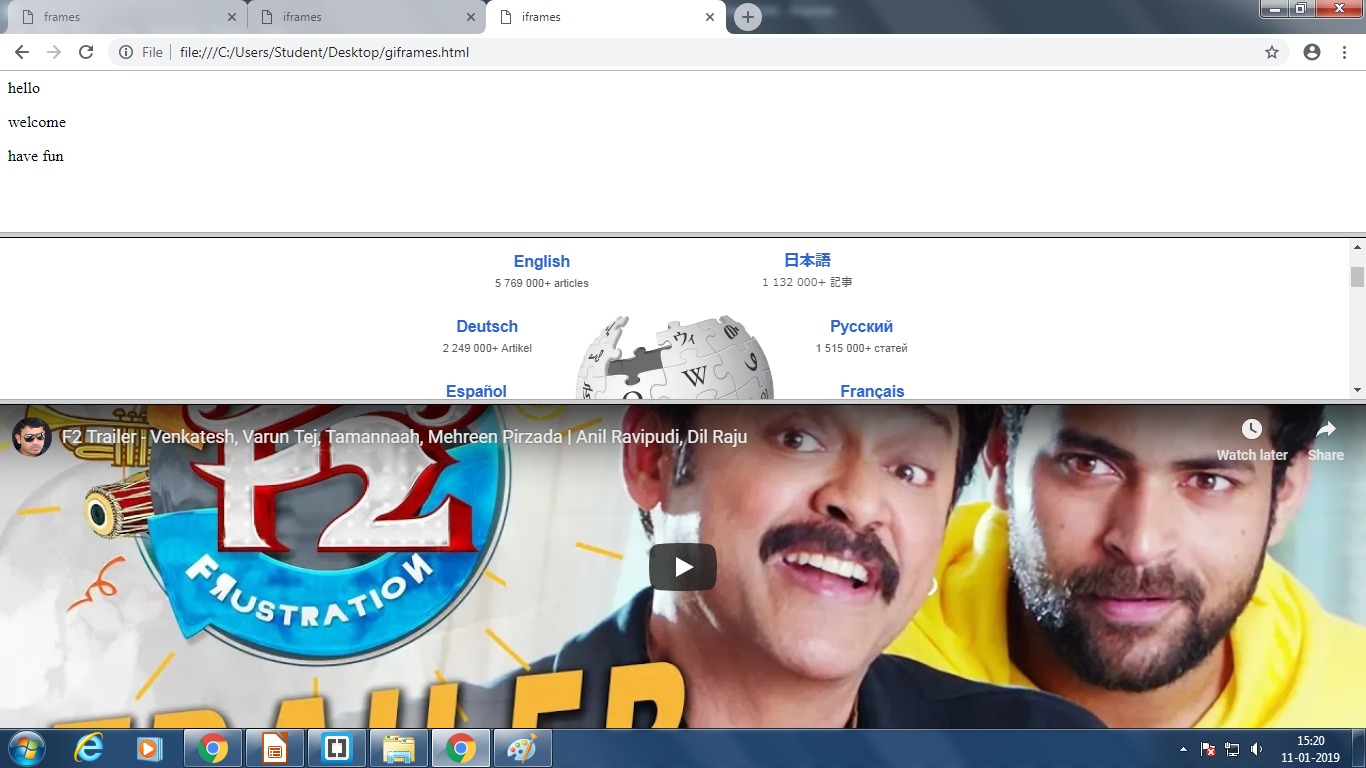 frames
iframes
iframes
File
file:///C:/Users/Student/Desktop/giframes.html
hello
welcome
have fun
English
5 769 000+ articles
日本語
1 132 000+ 記事
Deutsch
2 249 000+ Artikel
Русский
1 515 000+ статей
Español
Français
W
F2 Trailer - Venkatesh, Varun Tej, Tamannaah, Mehreen Pirzada | Anil Ravipudi, Dil Raju
Watch later
Share
F2
FRUSTRATION
TRAILER
15:20
11-01-2019